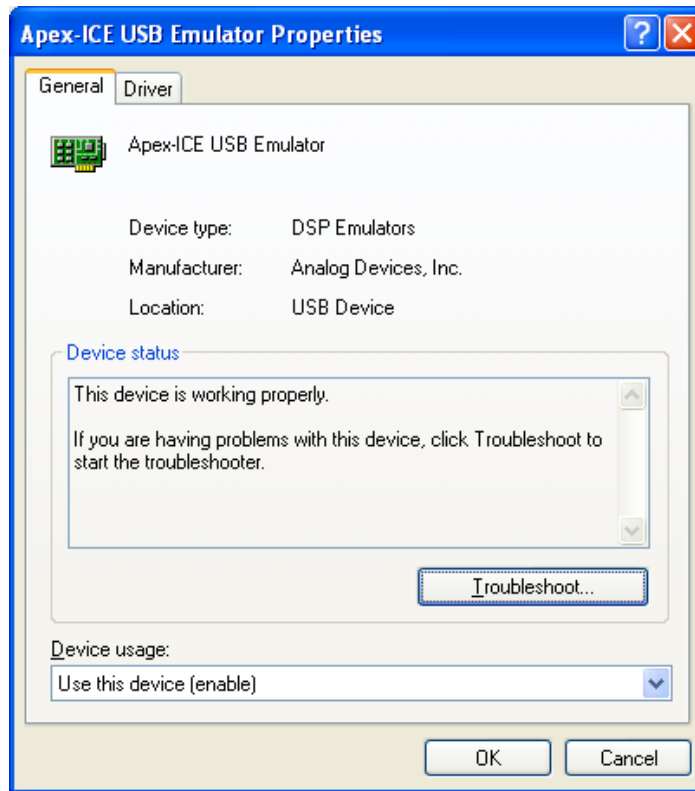 Apex-ICE USB Emulator Properties
General
Driver
Apex-ICE USB Emulator
Device type: DSP Emulators
Manufacturer: Analog Devices, Inc.
Location: USB Device
Device status
This device is working properly.
If you are having problems with this device, click Troubleshoot to
start the troubleshooter.
Troubleshoot...
Device usage:
Use this device (enable)
OK
Cancel